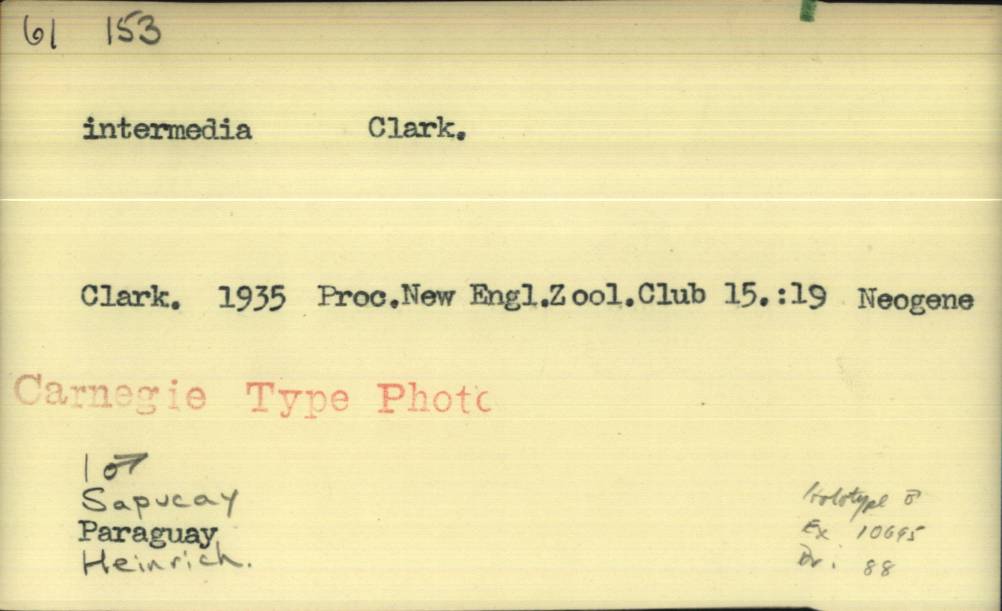 61 153
intermedia Clark.
Clark. 1935 Proc.New Engl.Zool.Club 15.:19 Neogene
Carnegie Type Photo
1 ♂
Sapucay
Paraguay
Heinrich.
Holotype
Ex 10695
88